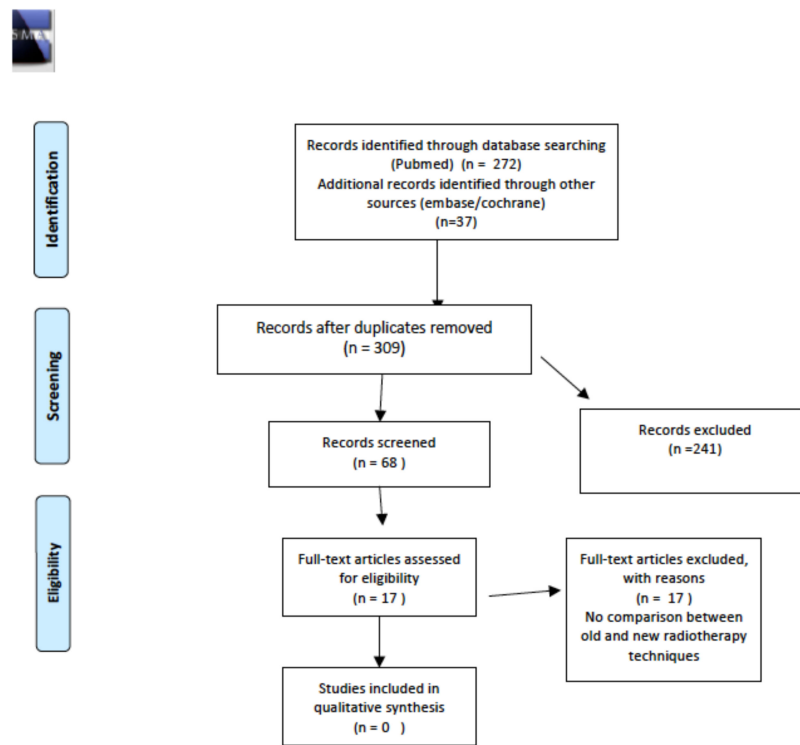 SMA
Identification
Records identified through database searching
(Pubmed) (n = 272)
Additional records identified through other
sources (embase/cochrane)
(n=37)
Screening
Records after duplicates removed
(n = 309)
Records screened
(n = 68 )
Records excluded
(n =241)
Eligibility
Full-text articles assessed
for eligibility
(n = 17 )
Full-text articles excluded,
with reasons
(n = 17 )
No comparison between
old and new radiotherapy
techniques
Studies included in
qualitative synthesis
(n = 0 )